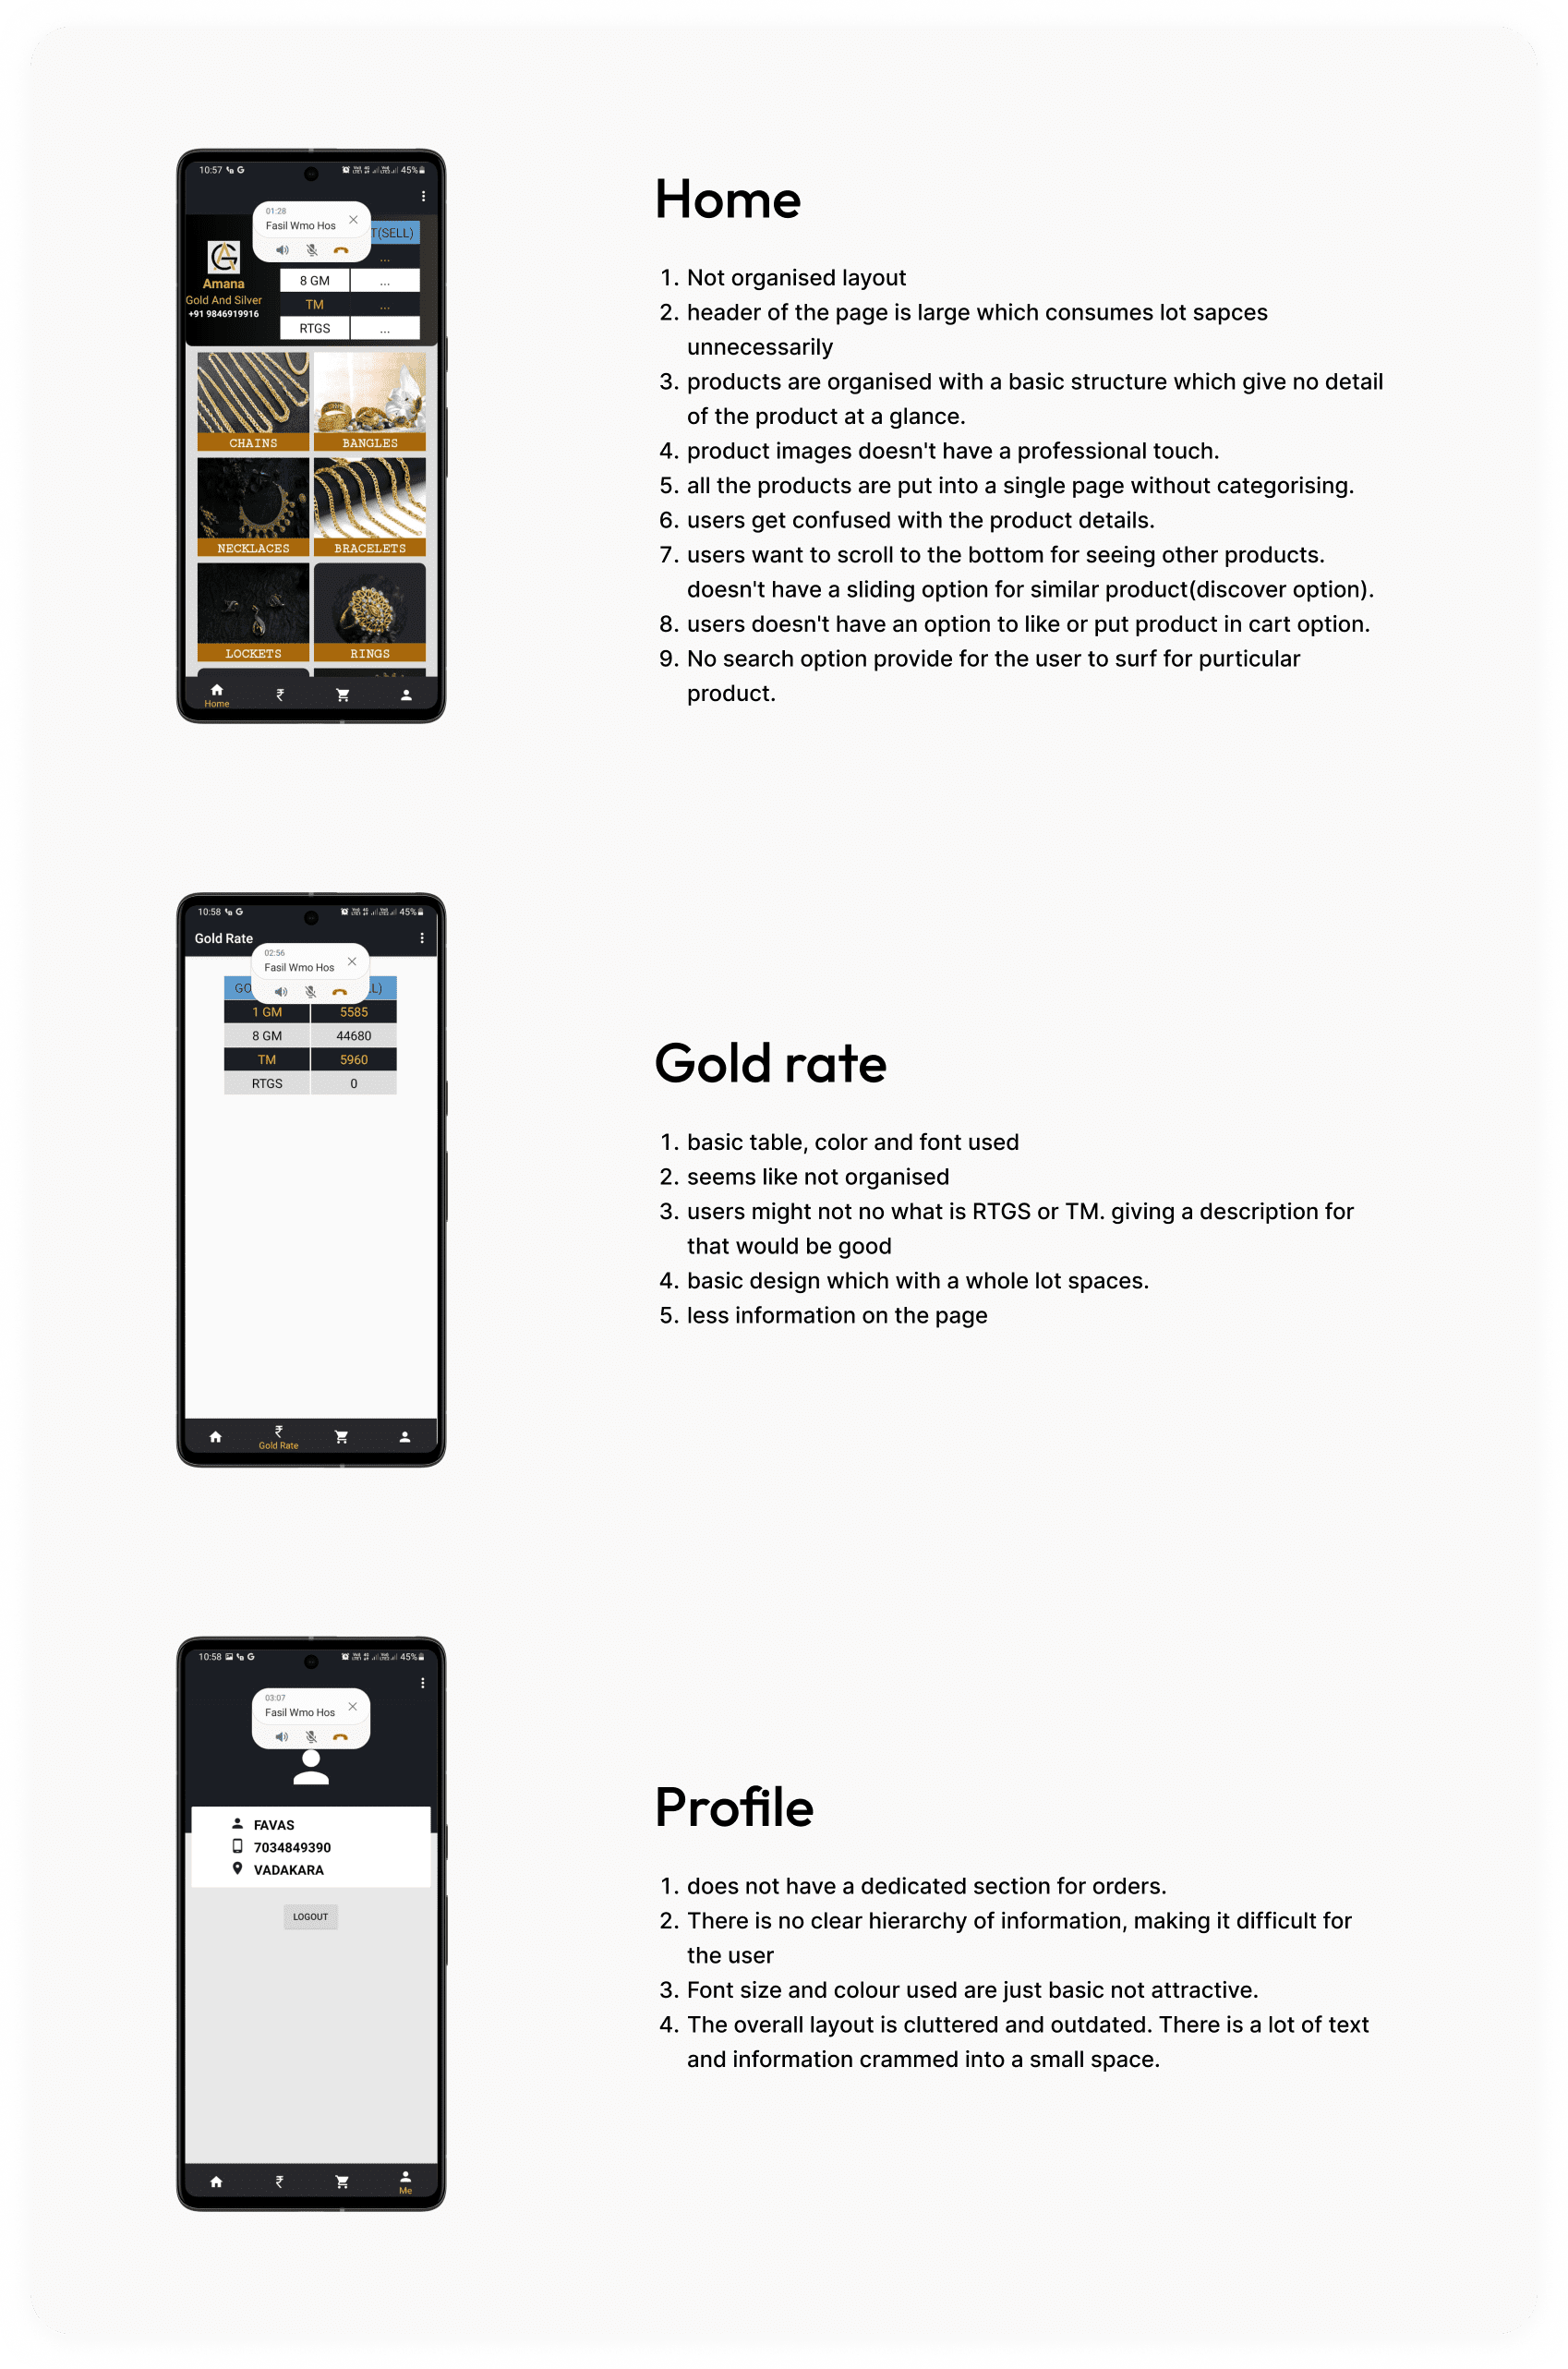 10:57
45%
01:28
Fasil Wmo Hos
T(SELL)
...
Amana
Gold And Silver
+91 9846919916
8 GM
...
TM
...
RTGS
...
CHAINS
BANGLES
NECKLACES
BRACELETS
LOCKETS
RINGS
Home
Home
1. Not organised layout
2. header of the page is large which consumes lot sapces
unnecessarily
3. products are organised with a basic structure which give no detail
of the product at a glance.
4. product images doesn't have a professional touch.
5. all the products are put into a single page without categorising.
6. users get confused with the product details.
7. users want to scroll to the bottom for seeing other products.
doesn't have a sliding option for similar product(discover option).
8. users doesn't have an option to like or put product in cart option.
9. No search option provide for the user to surf for purticular
product.
10:58
45%
Gold Rate
02:56
Fasil Wmo Hos
GO
LL)
1 GM
5585
8 GM
44680
TM
5960
RTGS
0
Gold Rate
Gold rate
1. basic table, color and font used
2. seems like not organised
3. users might not no what is RTGS or TM. giving a description for
that would be good
4. basic design which with a whole lot spaces.
5. less information on the page
10:58
45%
03:07
Fasil Wmo Hos
FAVAS
7034849390
VADAKARA
LOGOUT
Me
Profile
1. does not have a dedicated section for orders.
2. There is no clear hierarchy of information, making it difficult for
the user
3. Font size and colour used are just basic not attractive.
4. The overall layout is cluttered and outdated. There is a lot of text
and information crammed into a small space.